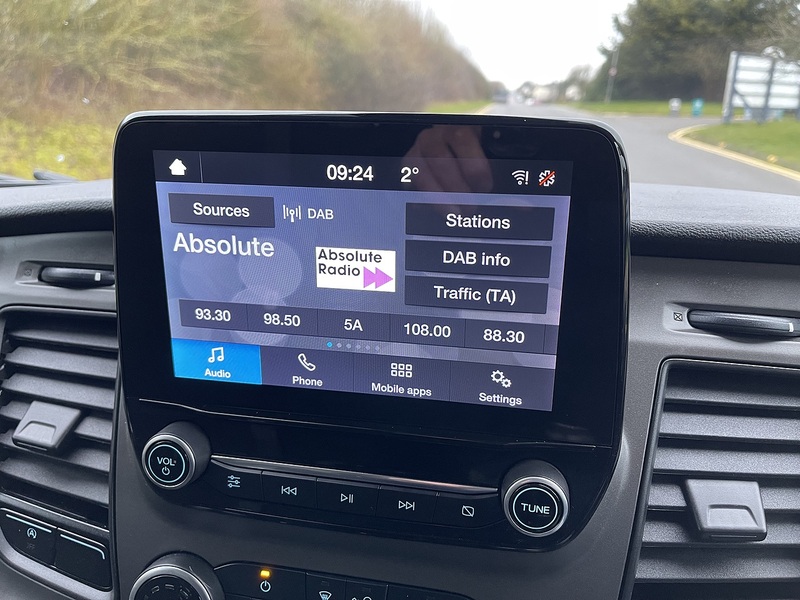 09:24 2°
Sources DAB
Absolute
Absolute
Radio
Stations
DAB info
Traffic (TA)
93.30 98.50 5A 108.00 88.30
Audio Phone Mobile apps Settings
VOL
TUNE
A